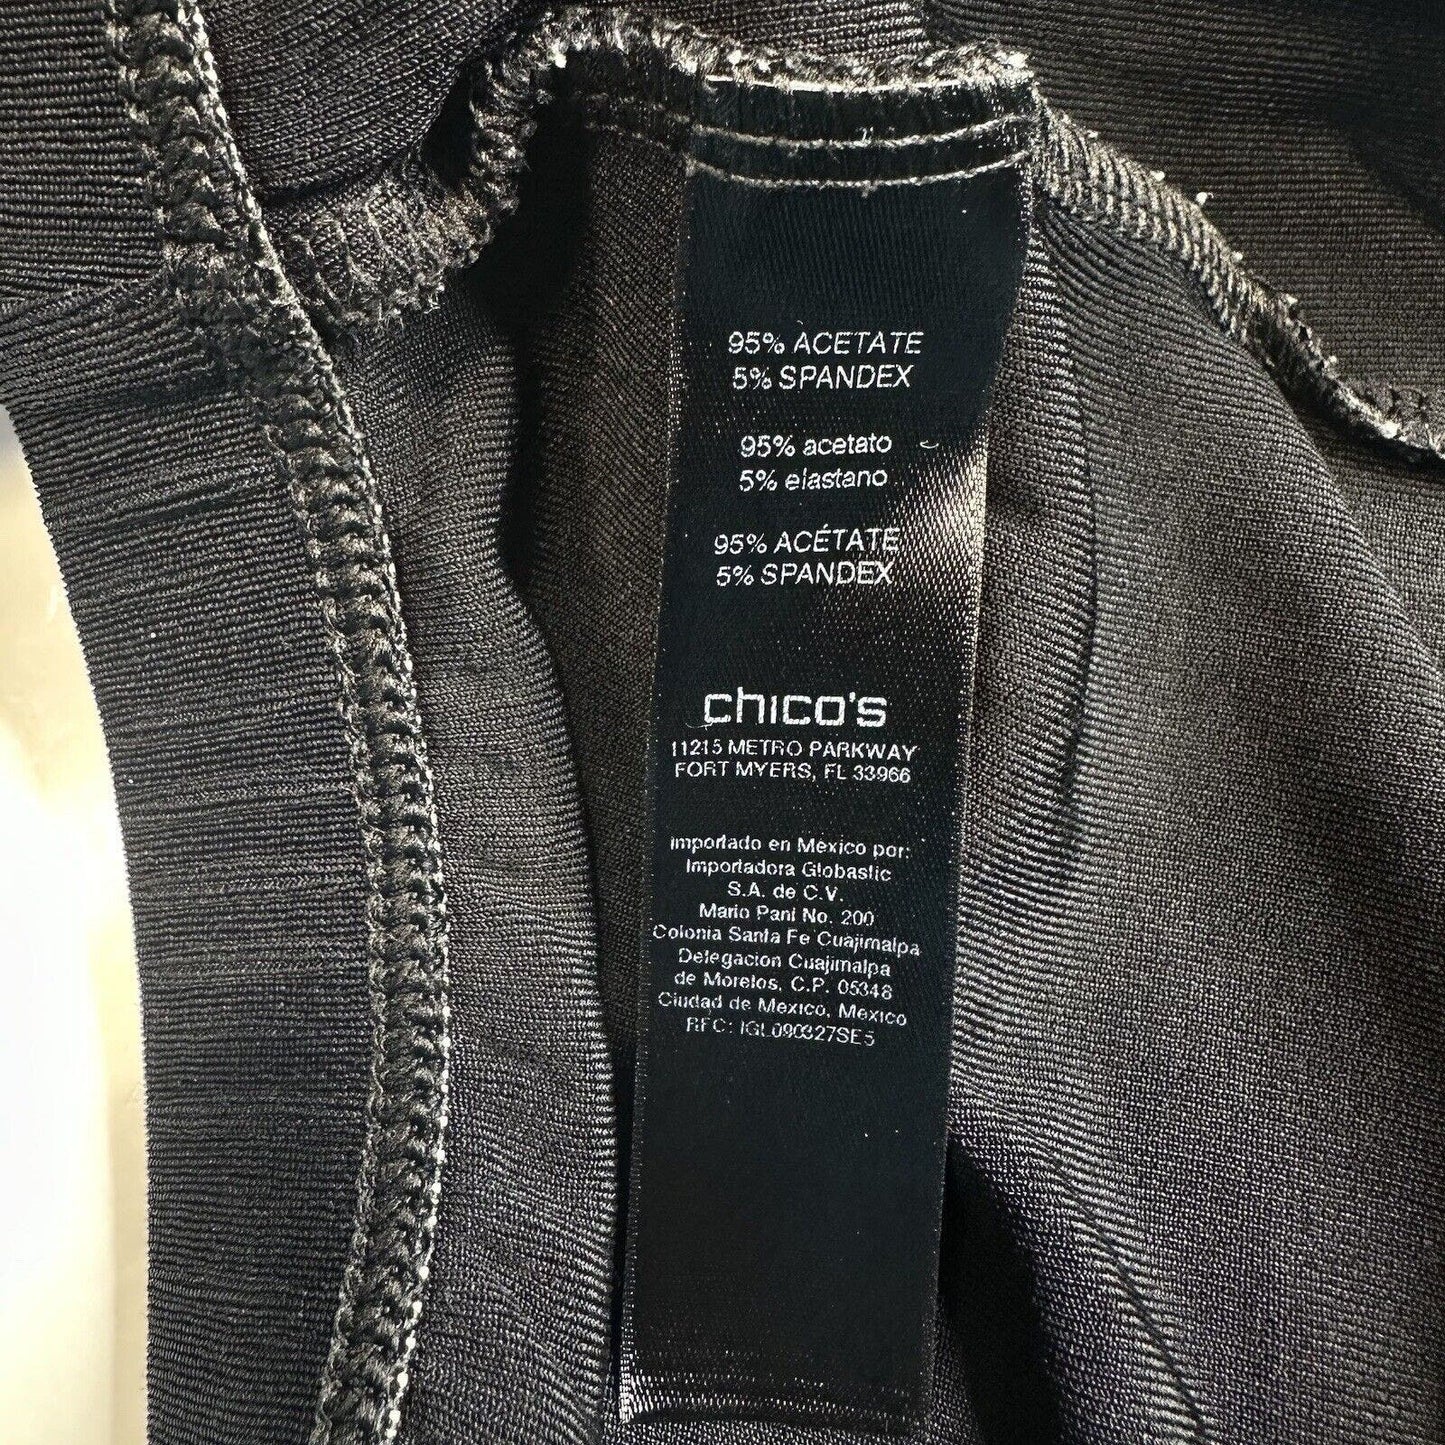 95% ACETATE
5% SPANDEX
95% acetato
5% elastano
95% ACÉTATE
5% SPANDEX
chico's
11215 METRO PARKWAY
FORT MYERS, FL 33966
Importado en Mexico por:
Importadora Globastic
S.A. de C.V.
Mario Pani No. 200
Colonia Santa Fe Cuajimalpa
Delegacion Cuajimalpa
de Morelos, C.P. 05348
Ciudad de Mexico, Mexico
RFC: IGL090327SE5